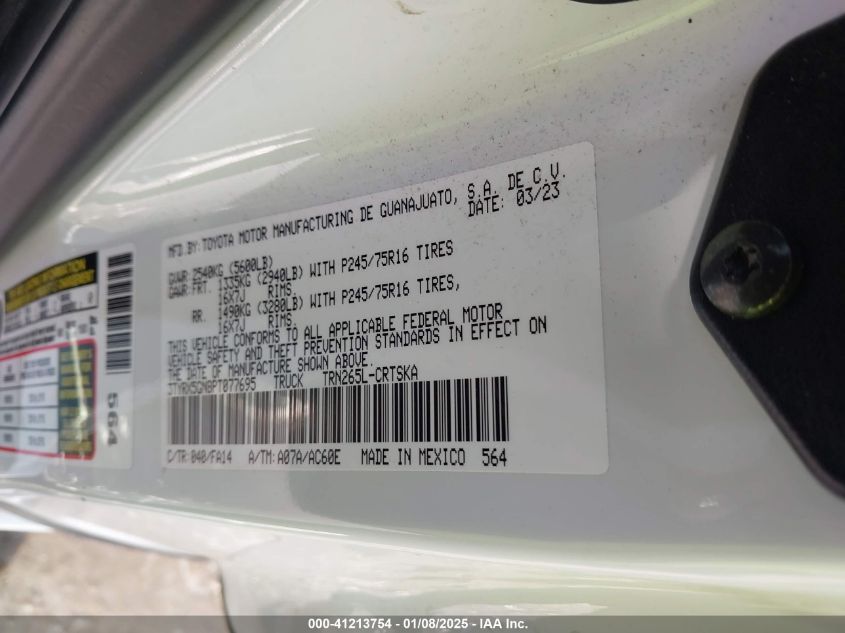 MFD.BY:TOYOTA MOTOR MANUFACTURING DE GUANAJUATO, S.A. DE C.V.
DATE: 03/23
GVWR 2540KG (5600LB)
GAWR:FRT. 1335KG (2940LB) WITH P245/75R16 TIRES
16X7J RIMS,
RR. 1490KG (3280LB) WITH P245/75R16 TIRES,
16X7J RIMS.
THIS VEHICLE CONFORMS TO ALL APPLICABLE FEDERAL MOTOR
VEHICLE SAFETY AND THEFT PREVENTION STANDARDS IN EFFECT ON
THE DATE OF MANUFACTURE SHOWN ABOVE.
3TYRX5GN8PT077695 TRUCK TRN265L-CRTSKA
C/TR: 040/FA14 A/TM: A07A/AC60E MADE IN MEXICO 564
564
000-41213754 - 01/08/2025 - IAA Inc.